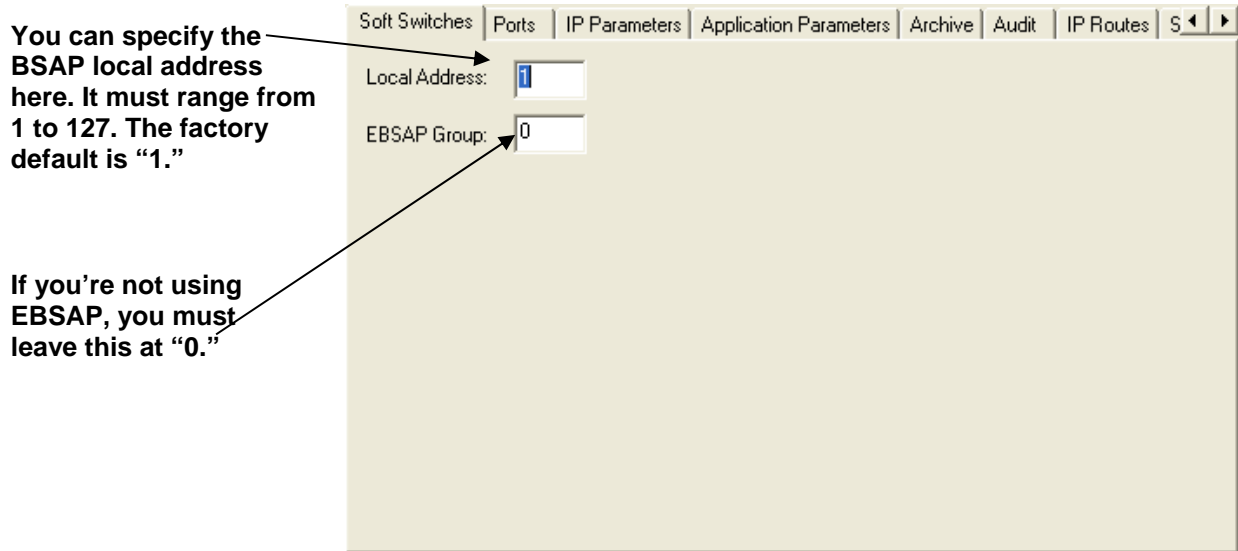 You can specify the
BSAP local address
here. It must range from
1 to 127. The factory
default is “1.”
If you’re not using
EBSAP, you must
leave this at “0.”
Soft Switches Ports IP Parameters Application Parameters Archive Audit IP Routes S
Local Address: 1
EBSAP Group: 0